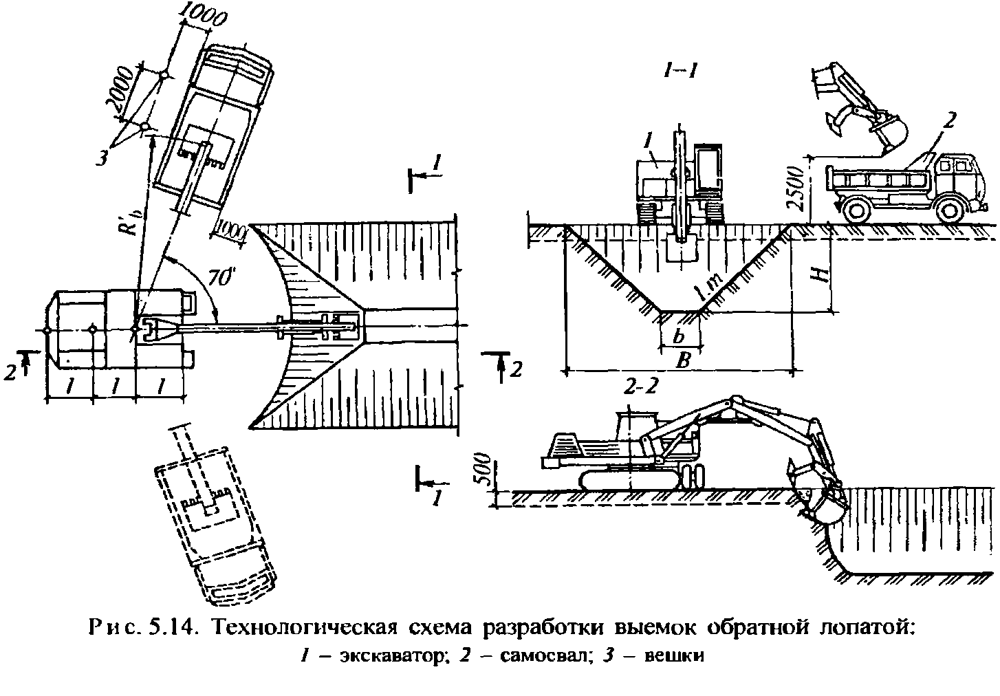 1000
2000
3
R'b
1000
70°
1
1
2
2
l
l
l
1–1
1
2
2500
H
1:m
b
B
2-2
500
Рис. 5.14. Технологическая схема разработки выемок обратной лопатой:
1 – экскаватор; 2 – самосвал; 3 – вешки